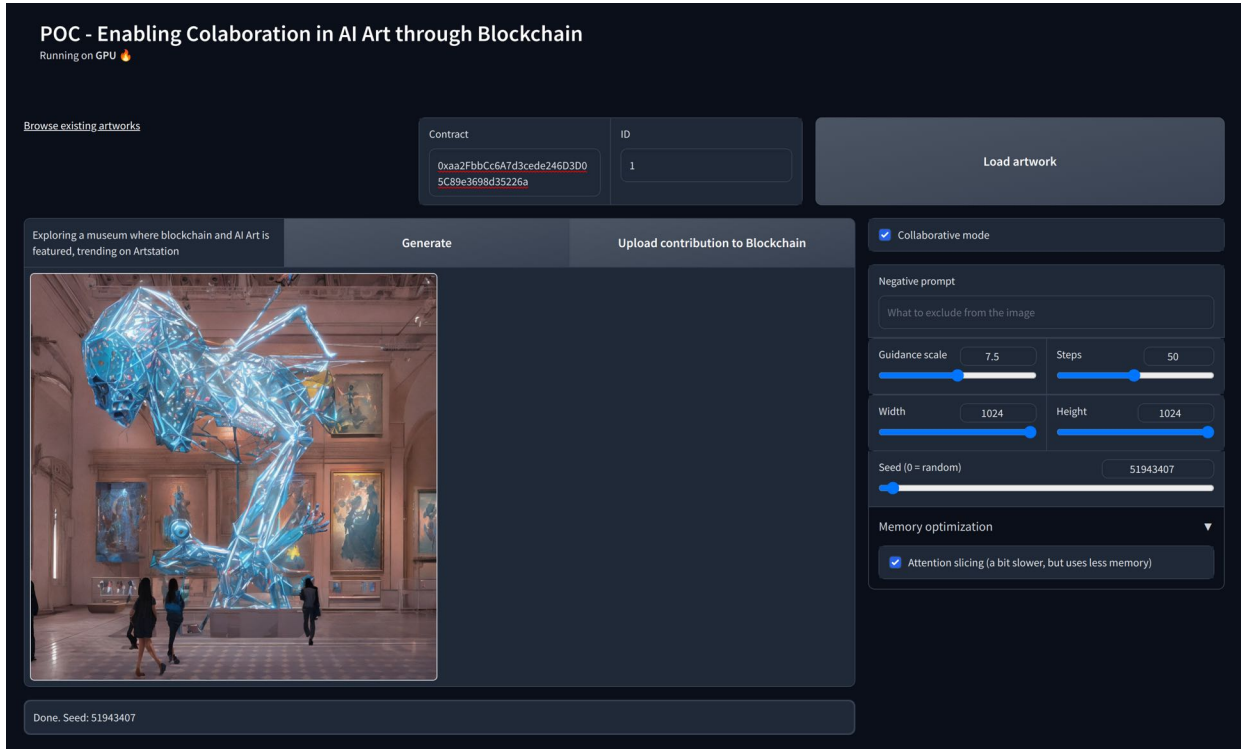 POC - Enabling Colaboration in AI Art through Blockchain
Running on GPU 🔥
Browse existing artworks
Contract
0xaa2FbbCc6A7d3cede246D3D0
5C89e3698d35226a
ID
1
Load artwork
Exploring a museum where blockchain and AI Art is
featured, trending on Artstation
Generate
Upload contribution to Blockchain
Collaborative mode
Negative prompt
What to exclude from the image
Guidance scale
7.5
Steps
50
Width
1024
Height
1024
Seed (0 = random)
51943407
Memory optimization
▼
Attention slicing (a bit slower, but uses less memory)
Done. Seed: 51943407